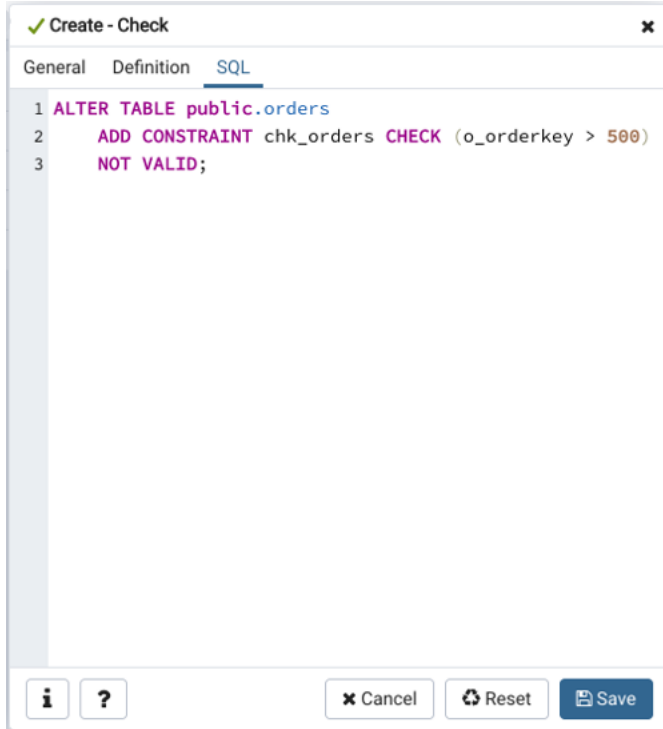 Create - Check
General Definition SQL
1 ALTER TABLE public.orders
2 ADD CONSTRAINT chk_orders CHECK (o_orderkey > 500)
3 NOT VALID;
i ? Cancel Reset Save